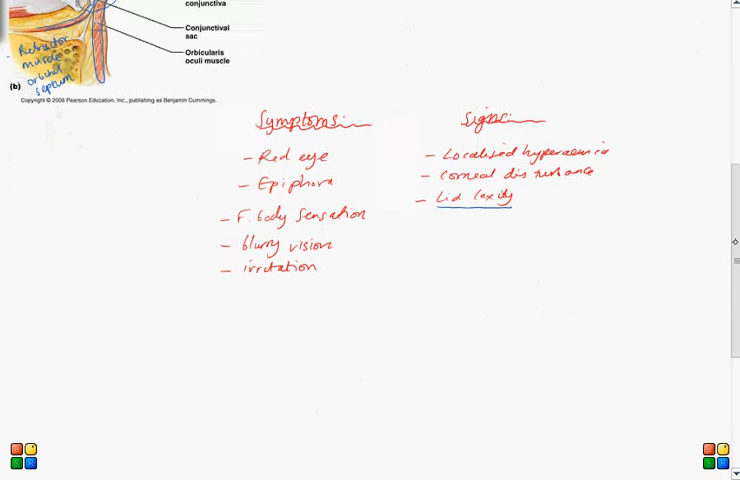 conjunctiva
Conjunctival
sac
Orbicularis
oculi muscle
Retractor
muscle
orbital
septum
(b)
Copyright © 2006 Pearson Education, Inc., publishing as Benjamin Cummings.
Symptoms
- Red eye
- Epiphora
- F. body sensation
- blurry vision
- irritation
Signs
- Localised hyperaemia
- corneal disturbance
- Lid laxity